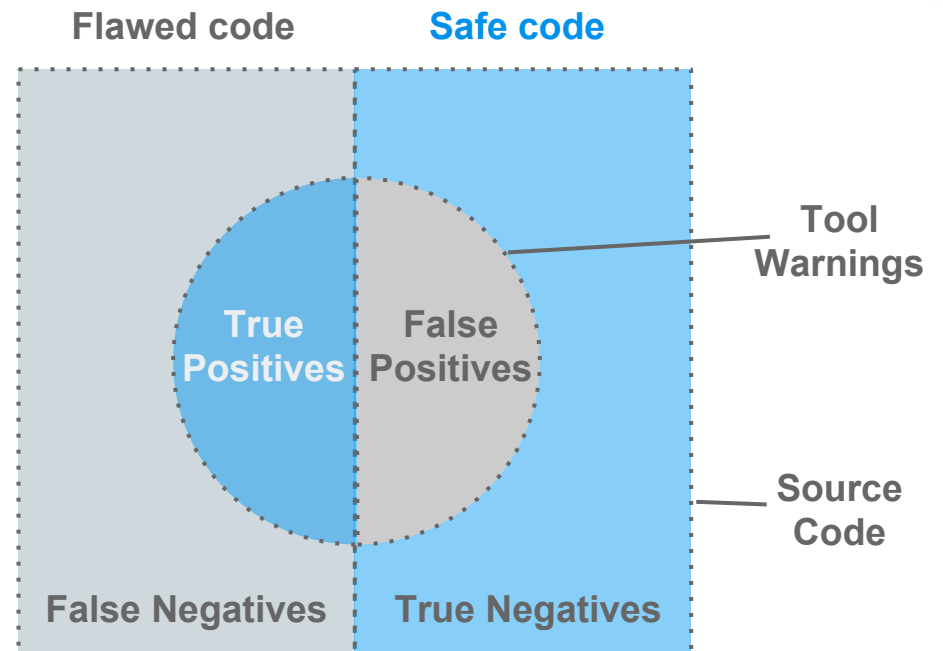 Flawed code
Safe code
Tool
Warnings
True
Positives
False
Positives
Source
Code
False Negatives
True Negatives